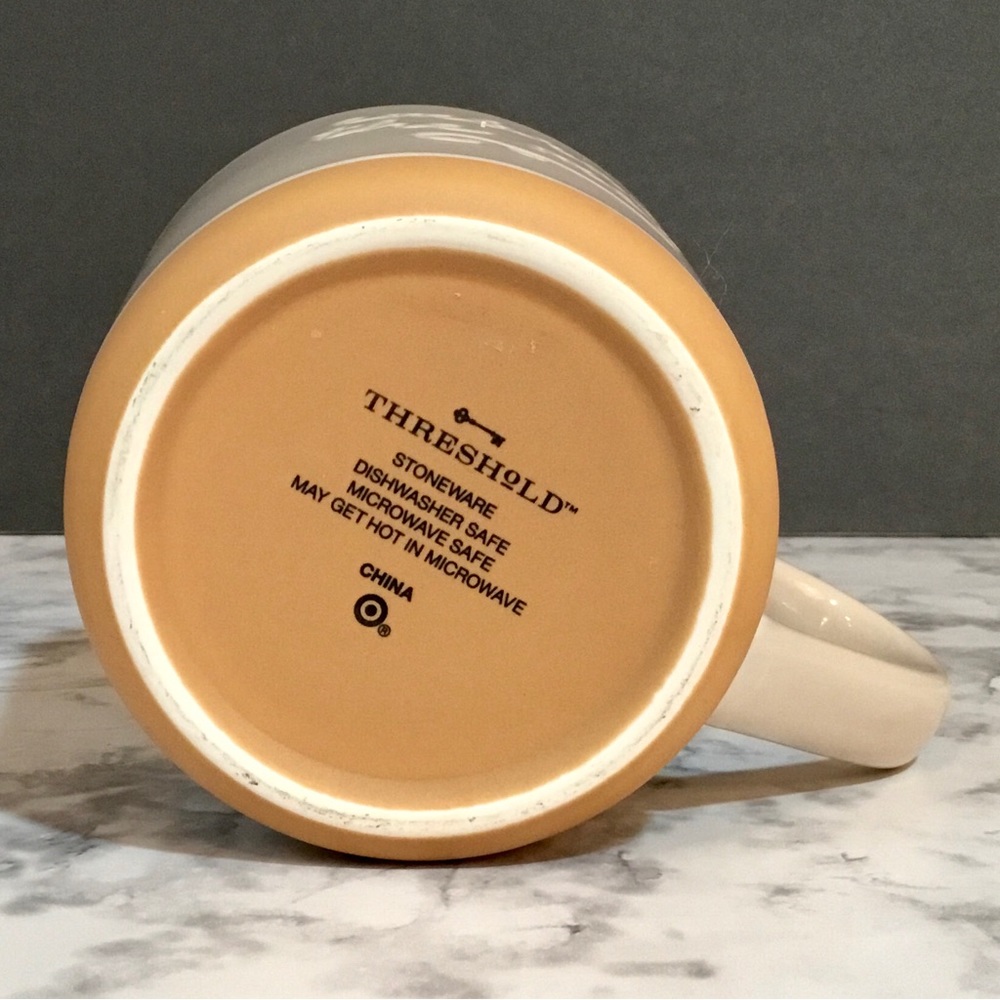 THRESHOLD™
STONEWARE
DISHWASHER SAFE
MICROWAVE SAFE
MAY GET HOT IN MICROWAVE
CHINA
®